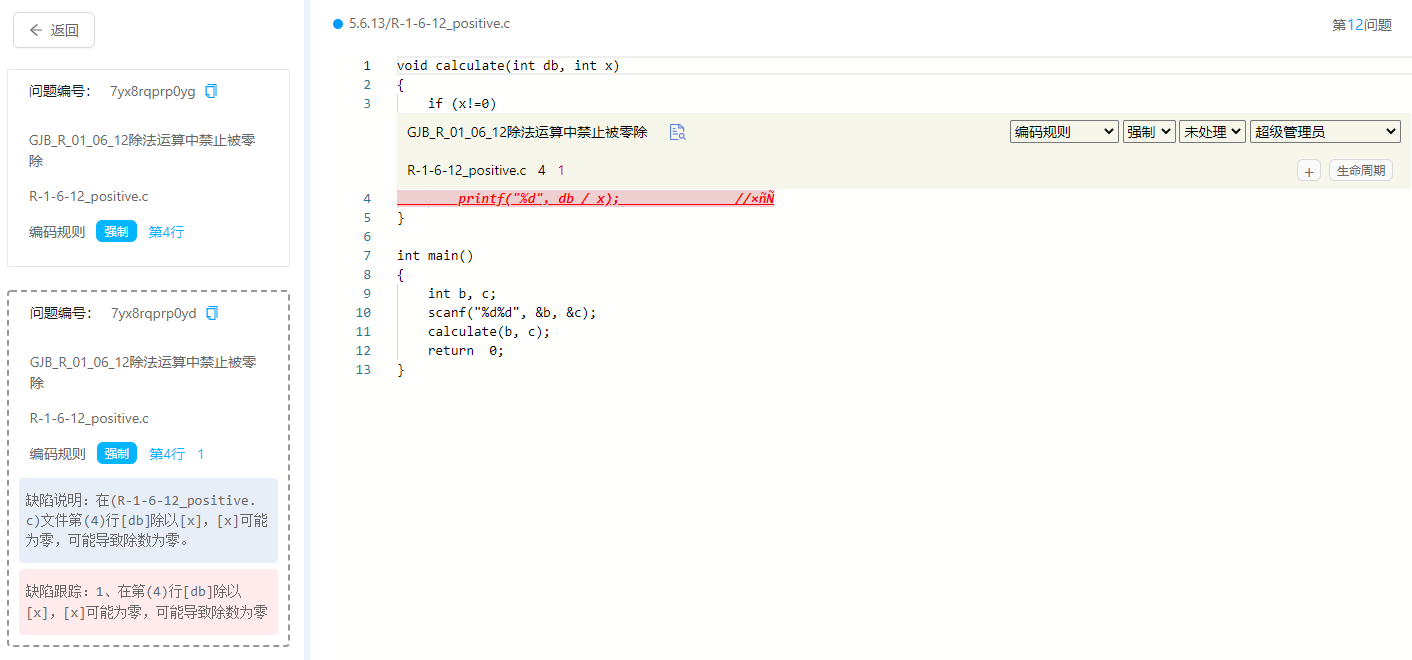 返回
问题编号： 7yx8rqprp0yg
GJB_R_01_06_12除法运算中禁止被零
除
R-1-6-12_positive.c
编码规则 强制 第4行
问题编号： 7yx8rqprp0yd
GJB_R_01_06_12除法运算中禁止被零
除
R-1-6-12_positive.c
编码规则 强制 第4行 1
缺陷说明：在(R-1-6-12_positive.
c)文件第(4)行[db]除以[x]，[x]可能
为零，可能导致除数为零。
缺陷跟踪：1、在第(4)行[db]除以
[x]，[x]可能为零，可能导致除数为零
5.6.13/R-1-6-12_positive.c
第12问题
1 void calculate(int db, int x)
2 {
3 if (x!=0)
GJB_R_01_06_12除法运算中禁止被零除 编码规则 强制 未处理 超级管理员
R-1-6-12_positive.c 4 1 + 生命周期
4 printf("%d", db / x); //×ñÑ
5 }
6
7 int main()
8 {
9 int b, c;
10 scanf("%d%d", &b, &c);
11 calculate(b, c);
12 return 0;
13 }